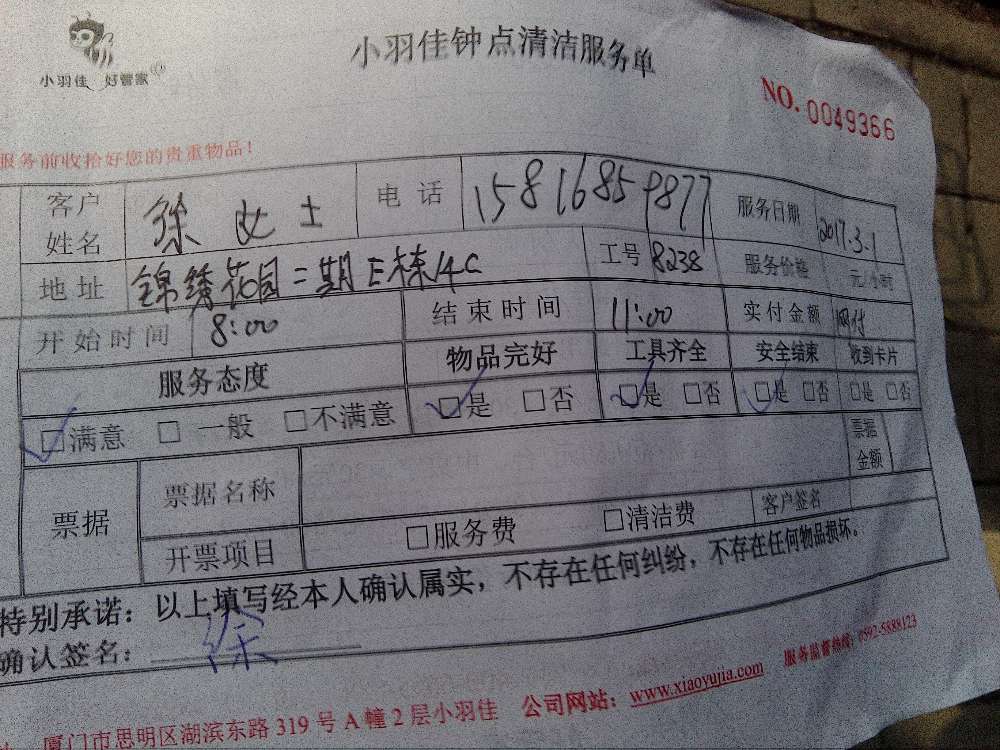 小羽佳 好管家
小羽佳钟点清洁服务单
NO. 0049366
服务前收拾好您的贵重物品!
客户姓名 徐女士 电话 15816859877 服务日期 2017.3.1
地址 锦绣花园二期E栋14C 工号 8238 服务价格 元/小时
开始时间 8:00 结束时间 11:00 实付金额 网付
服务态度 物品完好 工具齐全 安全结束 收到卡片
☑满意 □一般 □不满意 ☑是 □否 ☑是 □否 ☑是 □否 □是 □否
票据 票据名称 票据金额
开票项目 □服务费 □清洁费 客户签名
特别承诺:以上填写经本人确认属实,不存在任何纠纷,不存在任何物品损坏。
确认签名: 徐
厦门市思明区湖滨东路319号A幢2层小羽佳 公司网站:www.xiaoyujia.com 服务监督热线:0592-5888123